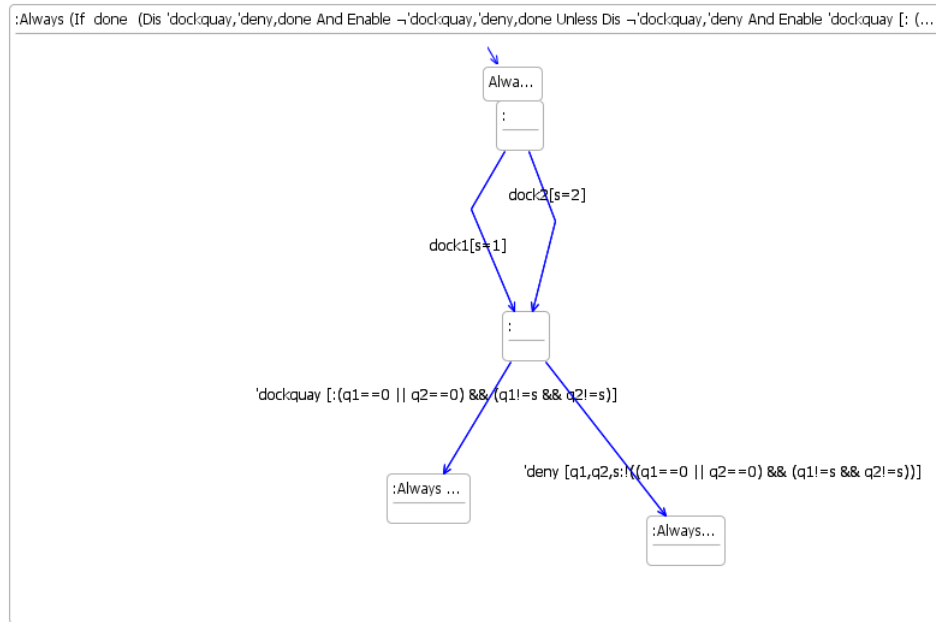 :Always (If  done  (Dis 'dockquay,'deny,done And Enable ¬'dockquay,'deny,done Unless Dis ¬'dockquay,'deny And Enable 'dockquay [: (...
Alwa...
:
dock2[s=2]
dock1[s=1]
:
'dockquay [:(q1==0 || q2==0) && (q1!=s && q2!=s)]
'deny [q1,q2,s:!((q1==0 || q2==0) && (q1!=s && q2!=s))]
:Always ...
:Always...